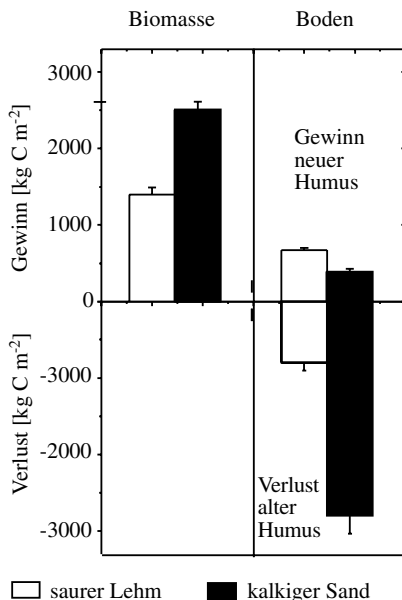 Biomasse Boden
3000
2000
1000
0
-3000
-2000
-3000
Gewinn [kg C m-2]
Verlust [kg C m-2]
Gewinn
neuer
Humus
Verlust
alter
Humus
saurer Lehm kalkiger Sand